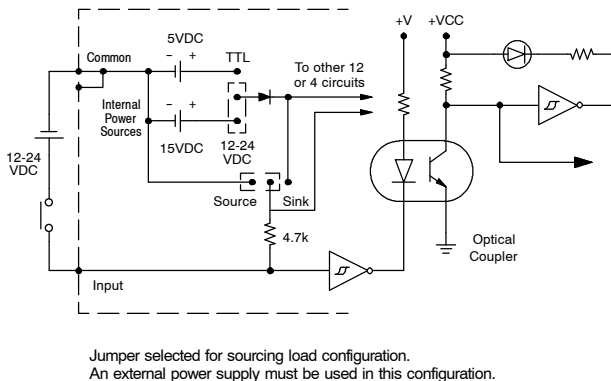 +V
+VCC
5VDC
Common
TTL
To other 12
or 4 circuits
− +
Internal
Power
Sources
− +
12-24
VDC
15VDC
12-24
VDC
Source
Sink
4.7k
Optical
Coupler
Input
Jumper selected for sourcing load configuration.
An external power supply must be used in this configuration.